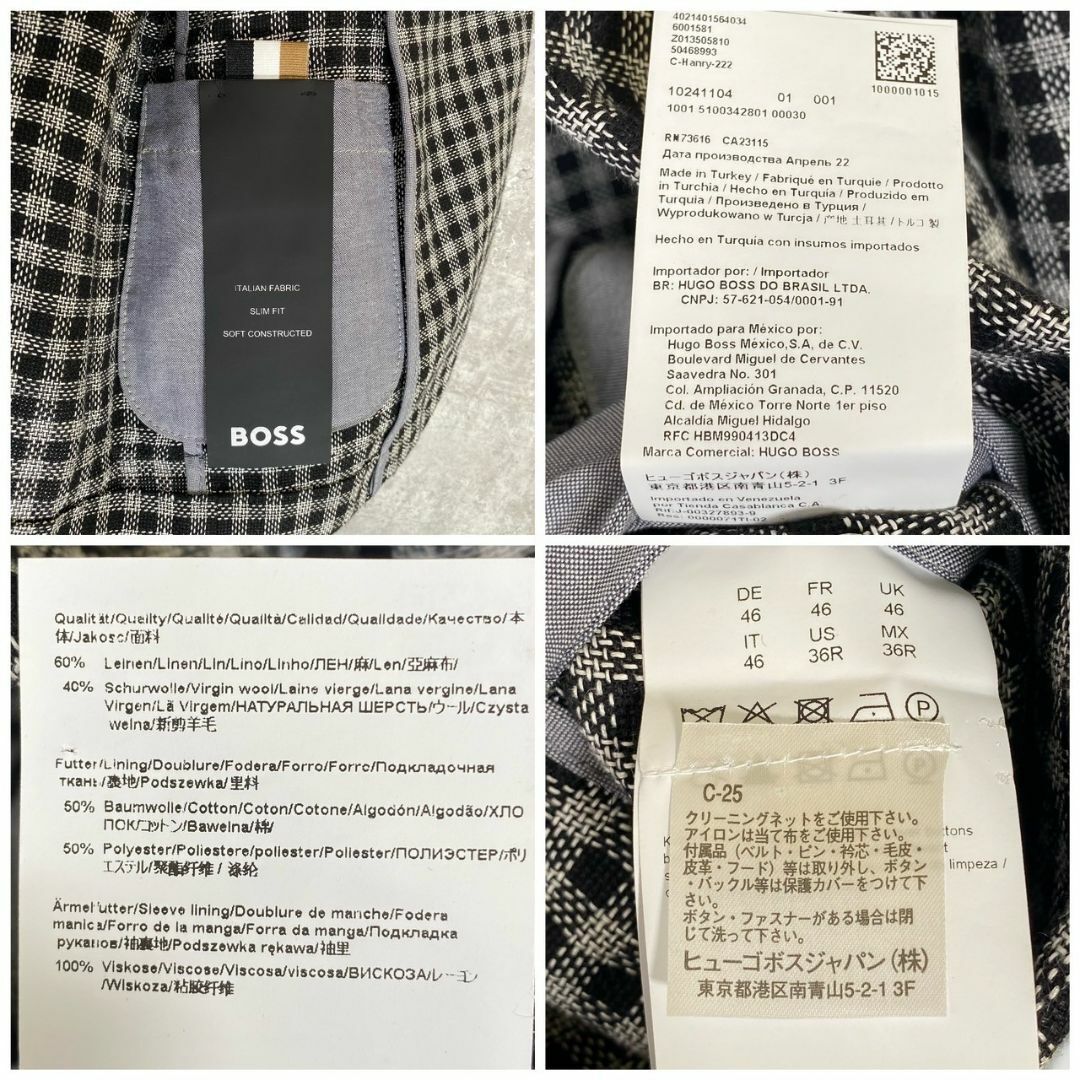 ITALIAN FABRIC
SLIM FIT
SOFT CONSTRUCTED
BOSS
4021401564034
6001581
Z013505810
50468993
C-Hanry-222
1000001015
10241104 01 001
1001 5100342801 00030
RN73616 CA23115
Дата производства Апрель 22
Made in Turkey / Fabriqué en Turquie / Prodotto
in Turchia / Hecho en Turquía / Produzido em
Turquia / Произведено в Турции /
Wyprodukowano w Turcja / 产地 土耳其 / トルコ 製
Hecho en Turquía con insumos importados
Importador por: / Importador
BR: HUGO BOSS DO BRASIL LTDA.
CNPJ: 57-621-054/0001-91
Importado para México por:
Hugo Boss México,S.A, de C.V.
Boulevard Miguel de Cervantes
Saavedra No. 301
Col. Ampliación Granada, C.P. 11520
Cd. de México Torre Norte 1er piso
Alcaldía Miguel Hidalgo
RFC HBM990413DC4
Marca Comercial: HUGO BOSS
ヒューゴボスジャパン(株)
東京都港区南青山5-2-1 3F
Importado en Venezuela
por Tienda Casablanca C.A.
Rif:J-00327893-9
Res: 0000071TI-02
Qualität/Quailty/Qualité/Quailtà/Calidad/Qualidade/Качество/本
体/Jakosc/面料
60% Leinen/Linen/Lin/Lino/Linho/ЛЕН/麻/Len/亞麻布/
40% Schurwolle/Virgin wool/Laine vierge/Lana vergine/Lana
Virgen/Lã Virgem/НАТУРАЛЬНАЯ ШЕРСТЬ/ウール/Czysta
welna/新剪羊毛
Futter/Lining/Doublure/Fodera/Forro/Forro/Подкладочная
ткань/裏地/Podszewka/里料
50% Baumwolle/Cotton/Coton/Cotone/Algodón/Algodão/ХЛО
ПОК/コットン/Bawelna/棉/
50% Polyester/Poliestere/poliester/Poliester/ПОЛИЭСТЕР/ポリ
エステル/聚酯纤维 / 涤纶
Ärmelfutter/Sleeve lining/Doublure de manche/Fodera
manica/Forro de la manga/Forra da manga/Подкладка
рукавов/袖裏地/Podszewka rękawa/袖里
100% Viskose/Viscose/Viscosa/viscosa/ВИСКОЗА/レーヨン
/Wiskoza/粘胶纤维
DE FR UK
46 46 46
IT US MX
46 36R 36R
P
C-25
クリーニングネットをご使用下さい。
アイロンは当て布をご使用下さい。
付属品（ベルト・ピン・衿芯・毛皮・
皮革・フード）等は取り外し、ボタン
・バックル等は保護カバーをつけて下
さい。
ボタン・ファスナーがある場合は閉
じて洗って下さい。
ヒューゴボスジャパン(株)
東京都港区南青山5-2-1 3F
limpeza /